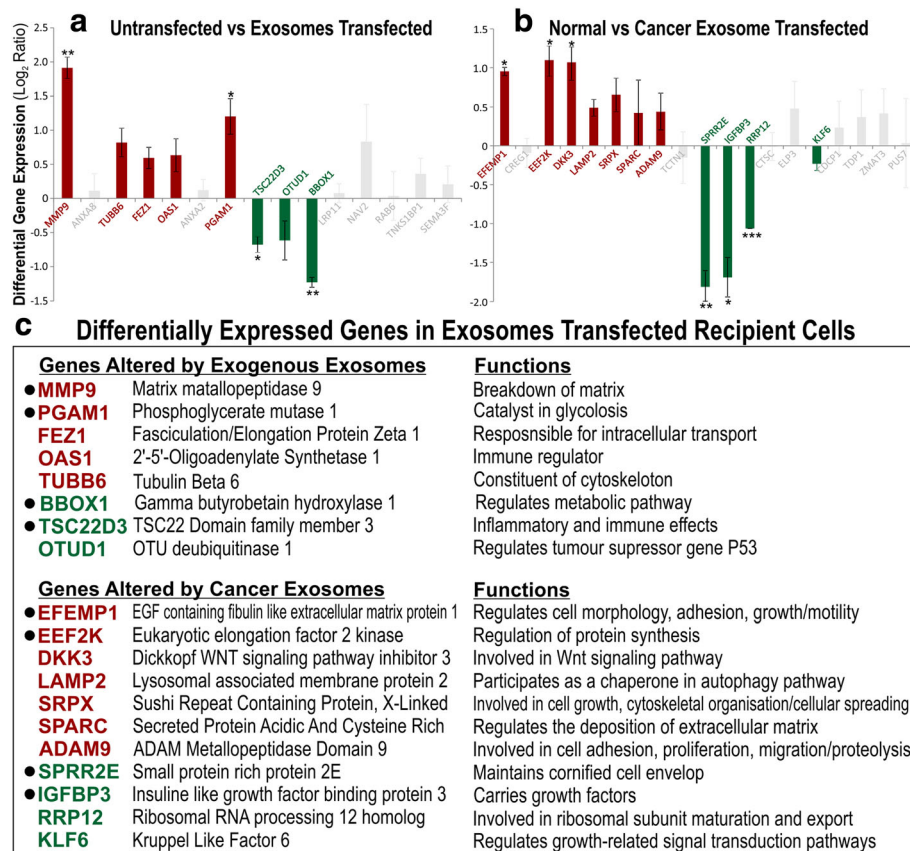 a Untransfected vs Exosomes Transfected
Differential Gene Expression (Log2 Ratio)
2.5
2.0
1.5
1.0
0.5
0
-0.5
-1.0
-1.5
**
*
*
**
MMP9
ANXA8
TUBB6
FEZ1
OAS1
ANXA2
PGAM1
TSC22D3
OTUD1
BBOX1
LRP11
NAV2
RAB6
TNKS1BP1
SEMA3F
b Normal vs Cancer Exosome Transfected
1.5
1.0
0.5
0
-0.5
-1.0
-1.5
-2.0
*
*
*
**
*
***
EFEMP1
CREG1
EEF2K
DKK3
LAMP2
SRPX
SPARC
ADAM9
TCTN1
SPRR2E
IGFBP3
RRP12
CTSC
ELP3
KLF6
CDCP1
TDP1
ZMAT3
PUS7
c Differentially Expressed Genes in Exosomes Transfected Recipient Cells
Genes Altered by Exogenous Exosomes Functions
● MMP9 Matrix matallopeptidase 9 Breakdown of matrix
● PGAM1 Phosphoglycerate mutase 1 Catalyst in glycolosis
FEZ1 Fasciculation/Elongation Protein Zeta 1 Resposnsible for intracellular transport
OAS1 2'-5'-Oligoadenylate Synthetase 1 Immune regulator
TUBB6 Tubulin Beta 6 Constituent of cytoskeloton
● BBOX1 Gamma butyrobetain hydroxylase 1 Regulates metabolic pathway
● TSC22D3 TSC22 Domain family member 3 Inflammatory and immune effects
OTUD1 OTU deubiquitinase 1 Regulates tumour supressor gene P53
Genes Altered by Cancer Exosomes Functions
● EFEMP1 EGF containing fibulin like extracellular matrix protein 1 Regulates cell morphology, adhesion, growth/motility
● EEF2K Eukaryotic elongation factor 2 kinase Regulation of protein synthesis
DKK3 Dickkopf WNT signaling pathway inhibitor 3 Involved in Wnt signaling pathway
LAMP2 Lysosomal associated membrane protein 2 Participates as a chaperone in autophagy pathway
SRPX Sushi Repeat Containing Protein, X-Linked Involved in cell growth, cytoskeletal organisation/cellular spreading
SPARC Secreted Protein Acidic And Cysteine Rich Regulates the deposition of extracellular matrix
ADAM9 ADAM Metallopeptidase Domain 9 Involved in cell adhesion, proliferation, migration/proteolysis
● SPRR2E Small protein rich protein 2E Maintains cornified cell envelop
● IGFBP3 Insuline like growth factor binding protein 3 Carries growth factors
RRP12 Ribosomal RNA processing 12 homolog Involved in ribosomal subunit maturation and export
KLF6 Kruppel Like Factor 6 Regulates growth-related signal transduction pathways